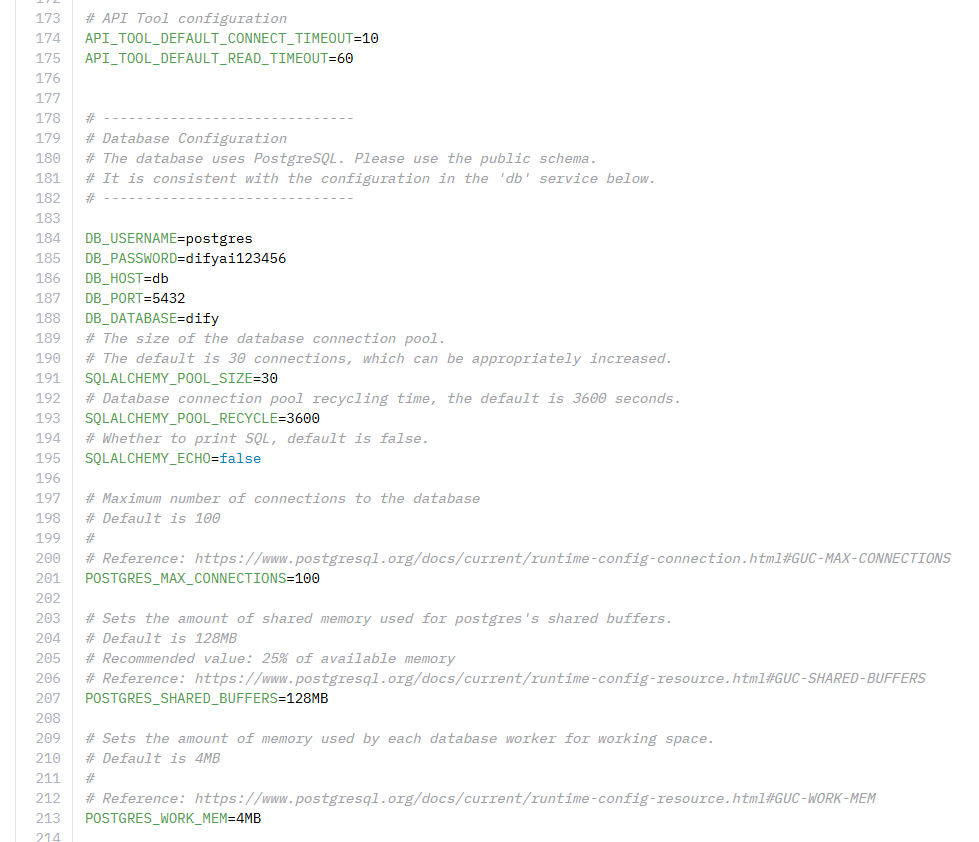 172
173 # API Tool configuration
174 API_TOOL_DEFAULT_CONNECT_TIMEOUT=10
175 API_TOOL_DEFAULT_READ_TIMEOUT=60
176
177
178 # ------------------------------
179 # Database Configuration
180 # The database uses PostgreSQL. Please use the public schema.
181 # It is consistent with the configuration in the 'db' service below.
182 # ------------------------------
183
184 DB_USERNAME=postgres
185 DB_PASSWORD=difyai123456
186 DB_HOST=db
187 DB_PORT=5432
188 DB_DATABASE=dify
189 # The size of the database connection pool.
190 # The default is 30 connections, which can be appropriately increased.
191 SQLALCHEMY_POOL_SIZE=30
192 # Database connection pool recycling time, the default is 3600 seconds.
193 SQLALCHEMY_POOL_RECYCLE=3600
194 # Whether to print SQL, default is false.
195 SQLALCHEMY_ECHO=false
196
197 # Maximum number of connections to the database
198 # Default is 100
199 #
200 # Reference: https://www.postgresql.org/docs/current/runtime-config-connection.html#GUC-MAX-CONNECTIONS
201 POSTGRES_MAX_CONNECTIONS=100
202
203 # Sets the amount of shared memory used for postgres's shared buffers.
204 # Default is 128MB
205 # Recommended value: 25% of available memory
206 # Reference: https://www.postgresql.org/docs/current/runtime-config-resource.html#GUC-SHARED-BUFFERS
207 POSTGRES_SHARED_BUFFERS=128MB
208
209 # Sets the amount of memory used by each database worker for working space.
210 # Default is 4MB
211 #
212 # Reference: https://www.postgresql.org/docs/current/runtime-config-resource.html#GUC-WORK-MEM
213 POSTGRES_WORK_MEM=4MB
214